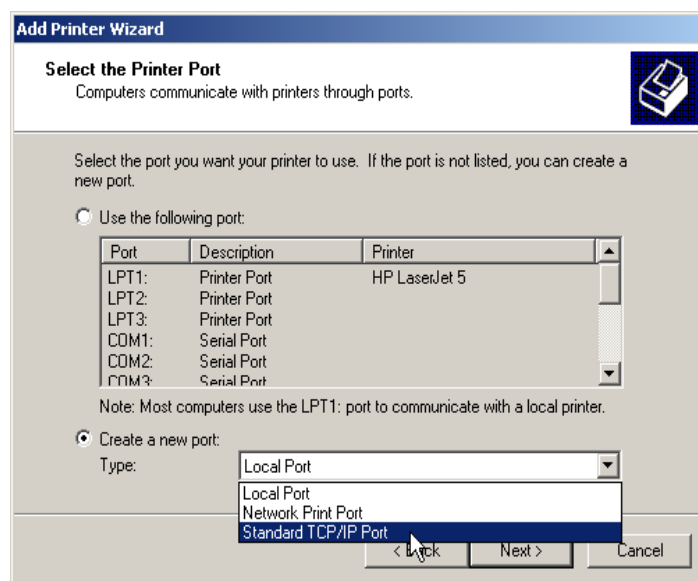 Add Printer Wizard
Select the Printer Port
Computers communicate with printers through ports.
Select the port you want your printer to use. If the port is not listed, you can create a
new port.
Use the following port:
Port Description Printer
LPT1: Printer Port HP LaserJet 5
LPT2: Printer Port
LPT3: Printer Port
COM1: Serial Port
COM2: Serial Port
COM3: Serial Port
Note: Most computers use the LPT1: port to communicate with a local printer.
Create a new port:
Type: Local Port
Local Port
Network Print Port
Standard TCP/IP Port
< Back Next > Cancel